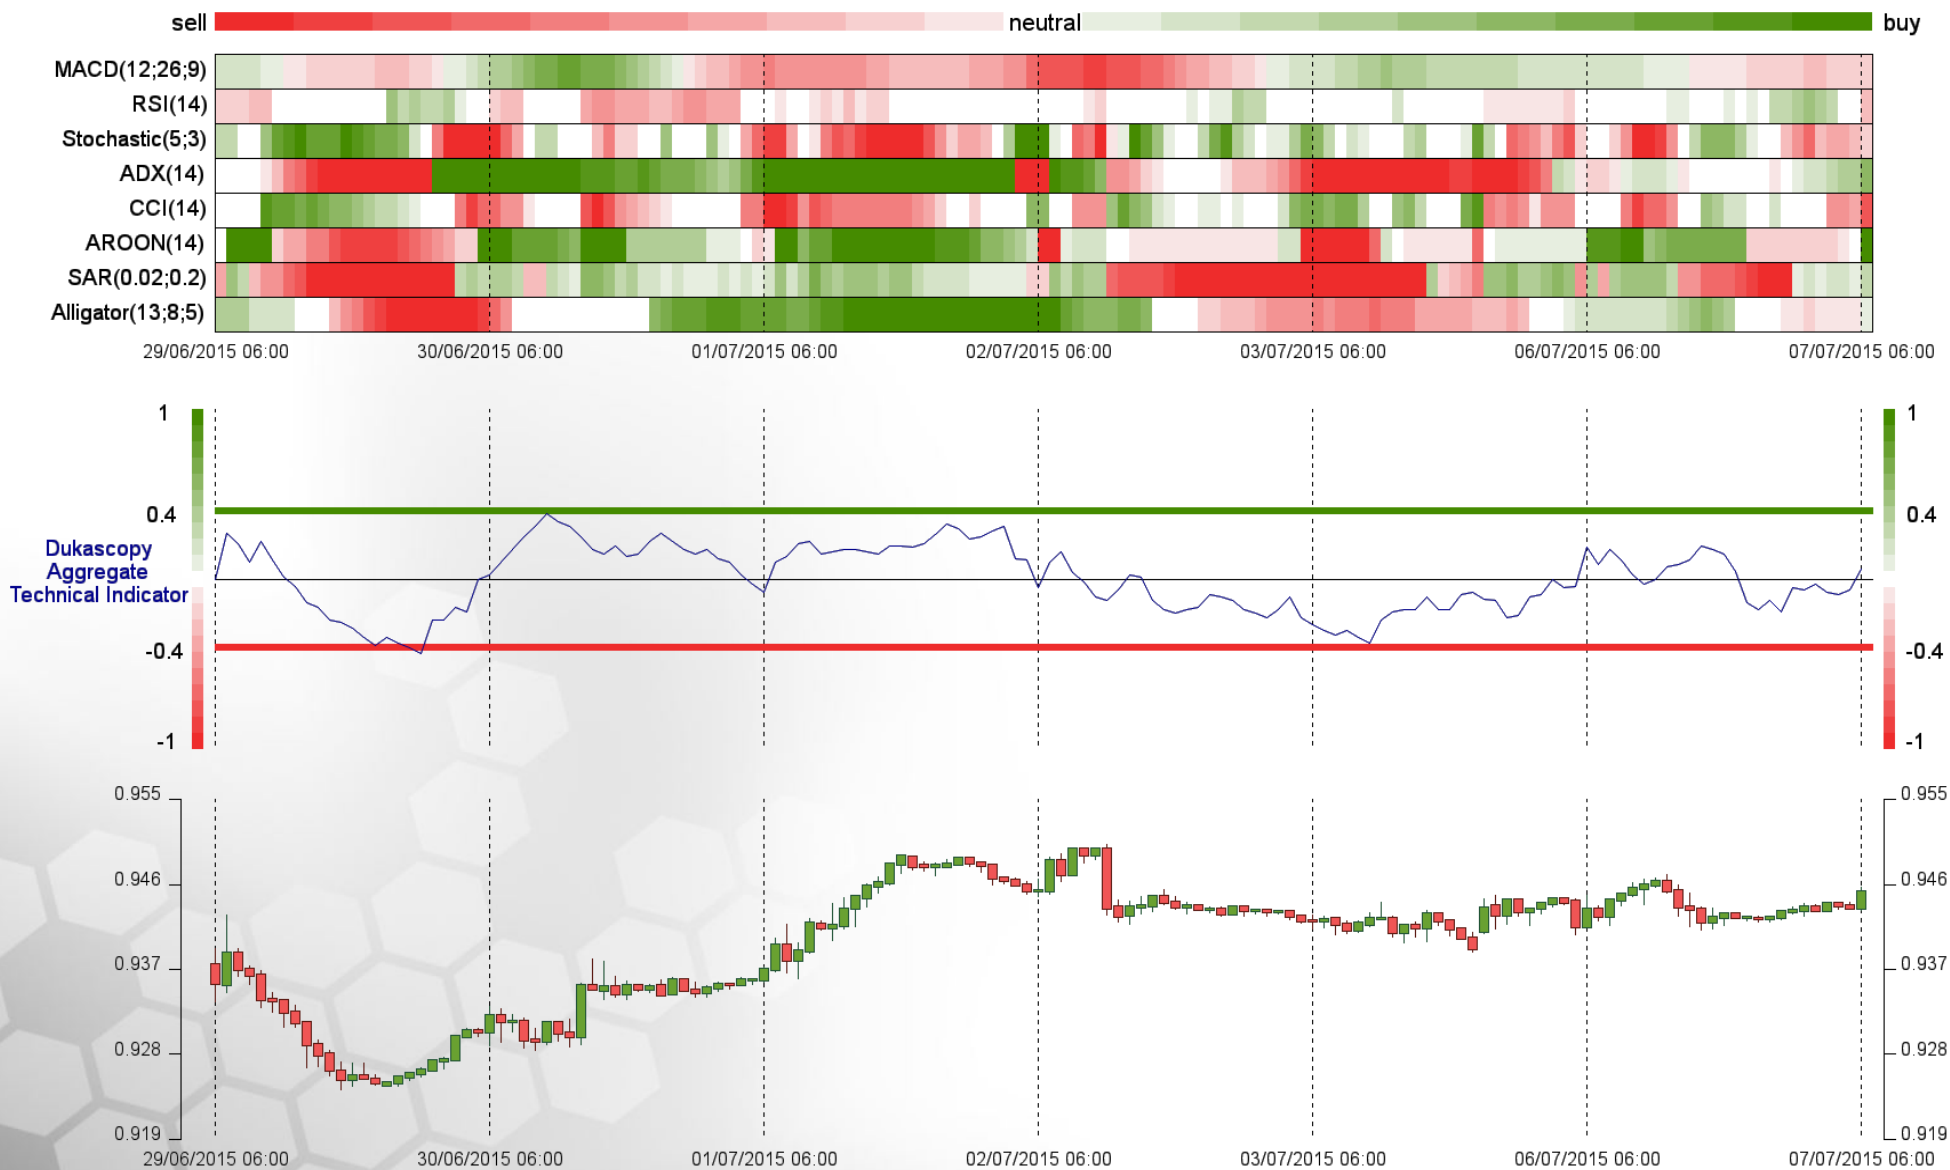 sell neutral buy
MACD(12;26;9)
RSI(14)
Stochastic(5;3)
ADX(14)
CCI(14)
AROON(14)
SAR(0.02;0.2)
Alligator(13;8;5)
29/06/2015 06:00 30/06/2015 06:00 01/07/2015 06:00 02/07/2015 06:00 03/07/2015 06:00 06/07/2015 06:00 07/07/2015 06:00
1 1
0.4 0.4
Dukascopy
Aggregate
Technical Indicator
-0.4 -0.4
-1 -1
0.955 0.955
0.946 0.946
0.937 0.937
0.928 0.928
0.919 0.919
29/06/2015 06:00 30/06/2015 06:00 01/07/2015 06:00 02/07/2015 06:00 03/07/2015 06:00 06/07/2015 06:00 07/07/2015 06:00